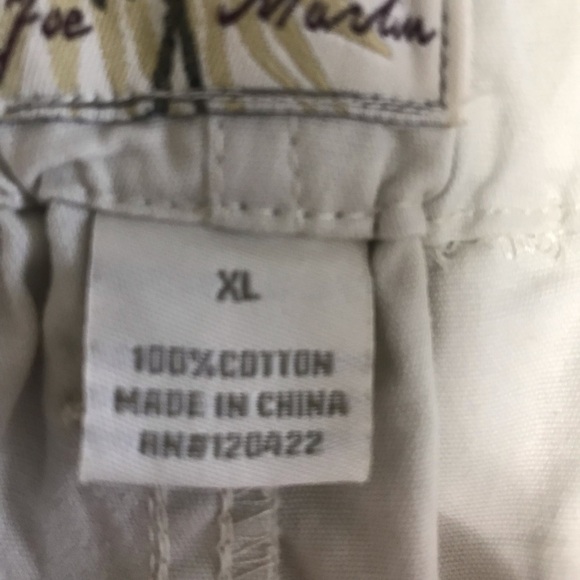 Joe Marlin
XL
100%COTTON
MADE IN CHINA
RN#120422